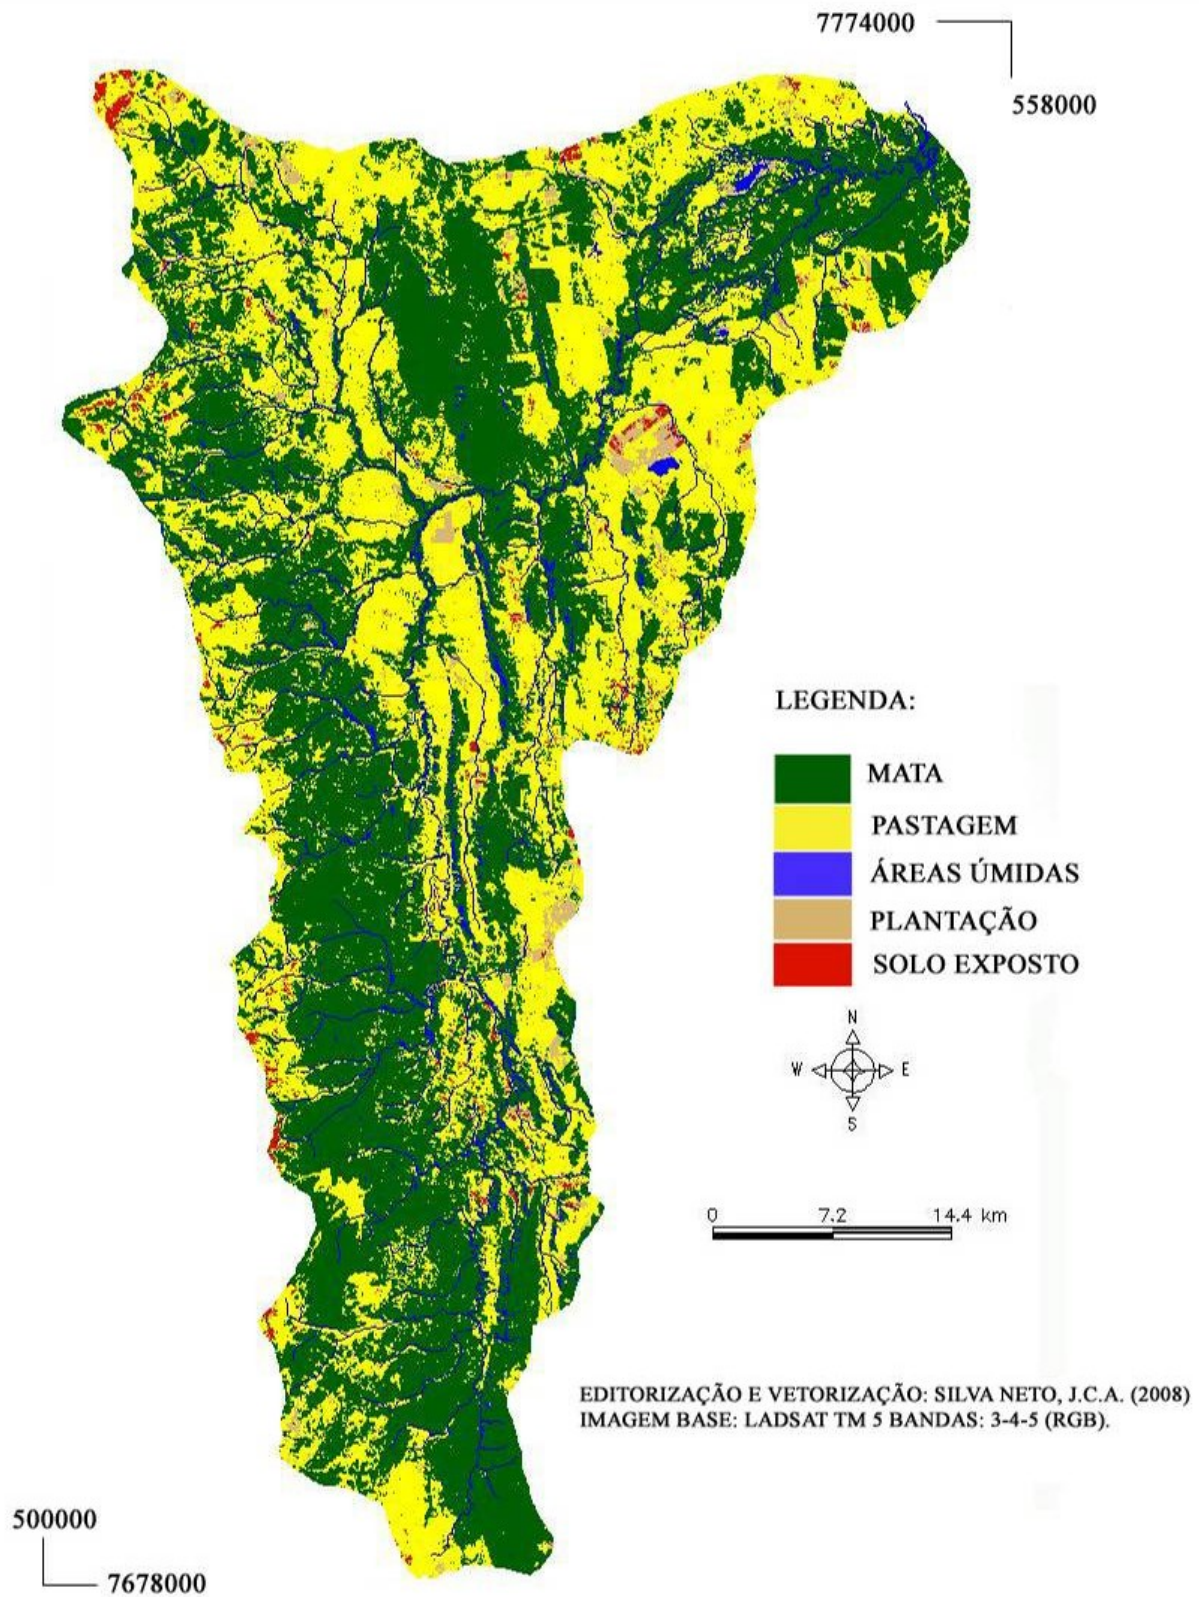 7774000
558000
LEGENDA:
MATA
PASTAGEM
ÁREAS ÚMIDAS
PLANTAÇÃO
SOLO EXPOSTO
N
W E
S
0 7.2 14.4 km
EDITORIZAÇÃO E VETORIZAÇÃO: SILVA NETO, J.C.A. (2008)
IMAGEM BASE: LADSAT TM 5 BANDAS: 3-4-5 (RGB).
500000
7678000